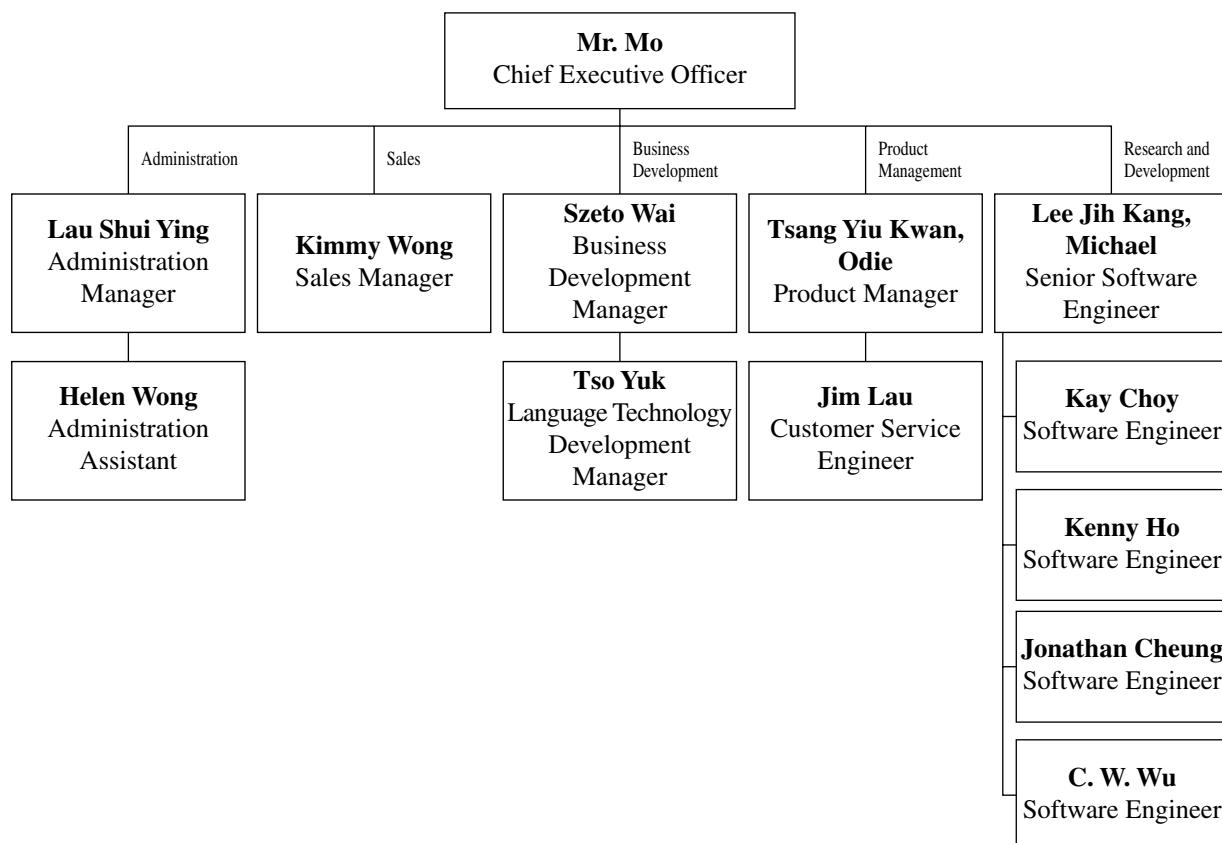 Mr. Mo
Chief Executive Officer
Administration
Sales
Business
Development
Product
Management
Research and
Development
Lau Shui Ying
Administration
Manager
Kimmy Wong
Sales Manager
Szeto Wai
Business
Development
Manager
Tsang Yiu Kwan,
Odie
Product Manager
Lee Jih Kang,
Michael
Senior Software
Engineer
Helen Wong
Administration
Assistant
Tso Yuk
Language Technology
Development
Manager
Jim Lau
Customer Service
Engineer
Kay Choy
Software Engineer
Kenny Ho
Software Engineer
Jonathan Cheung
Software Engineer
C. W. Wu
Software Engineer